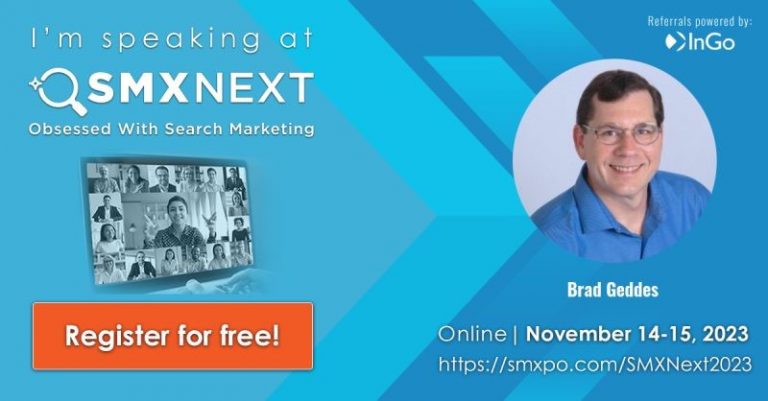 I'm speaking at
SMXNEXT
Obsessed With Search Marketing
Register for free!
Referrals powered by:
InGo
Brad Geddes
Online | November 14-15, 2023
https://smxpo.com/SMXNext2023